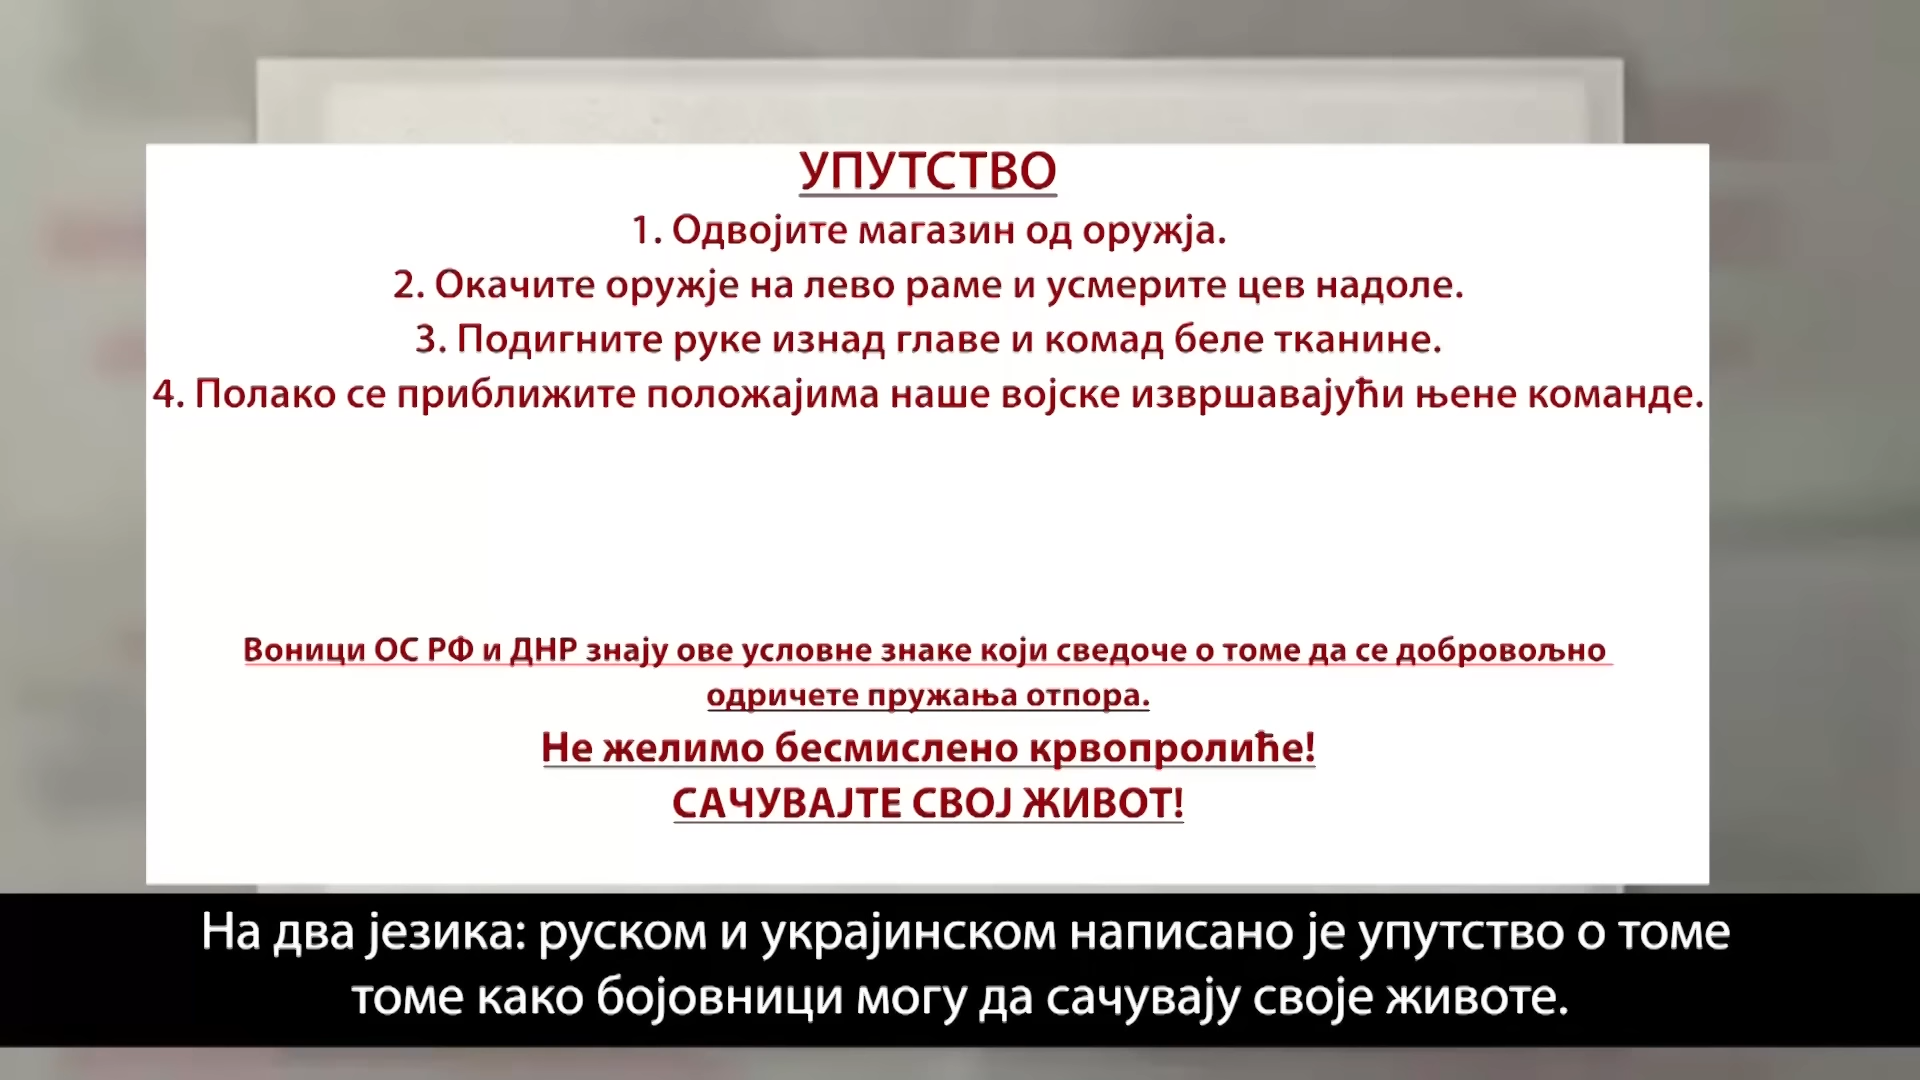 УПУТСТВО
1. Одвојите магазин од оружја.
2. Окачите оружје на лево раме и усмерите цев надоле.
3. Подигните руке изнад главе и комад беле тканине.
4. Полако се приближите положајима наше војске извршавајући њене команде.
Воници ОС РФ и ДНР знају ове условне знаке који сведоче о томе да се добровољно
одричете пружања отпора.
Не желимо бесмислено крвопролиће!
САЧУВАЈТЕ СВОЈ ЖИВОТ!
На два језика: руском и украјинском написано је упутство о томе
томе како бојовници могу да сачувају своје животе.